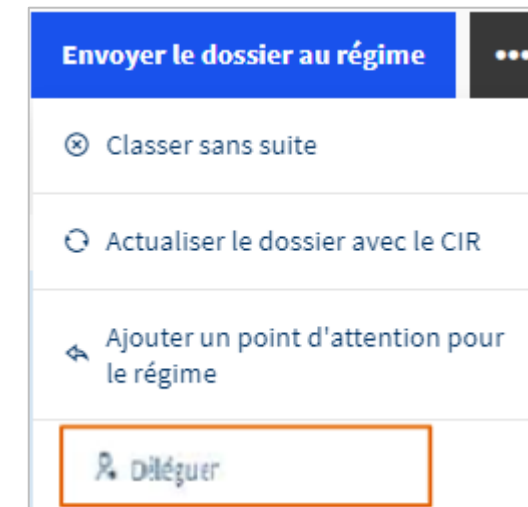 Envoyer le dossier au régime
Classer sans suite
Actualiser le dossier avec le CIR
Ajouter un point d'attention pour
le régime
Déléguer